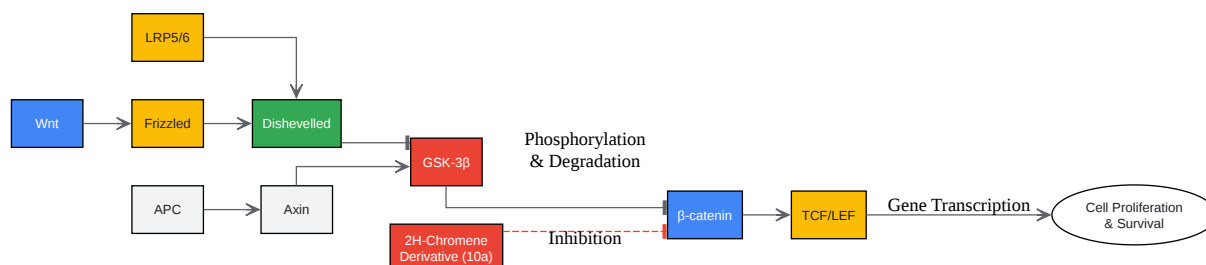 LRP5/6
Wnt
Frizzled
Dishevelled
Phosphorylation
& Degradation
GSK-3β
APC
Axin
β-catenin
TCF/LEF
Gene Transcription
Cell Proliferation
& Survival
2H-Chrome
Derivative (10a)
Inhibition